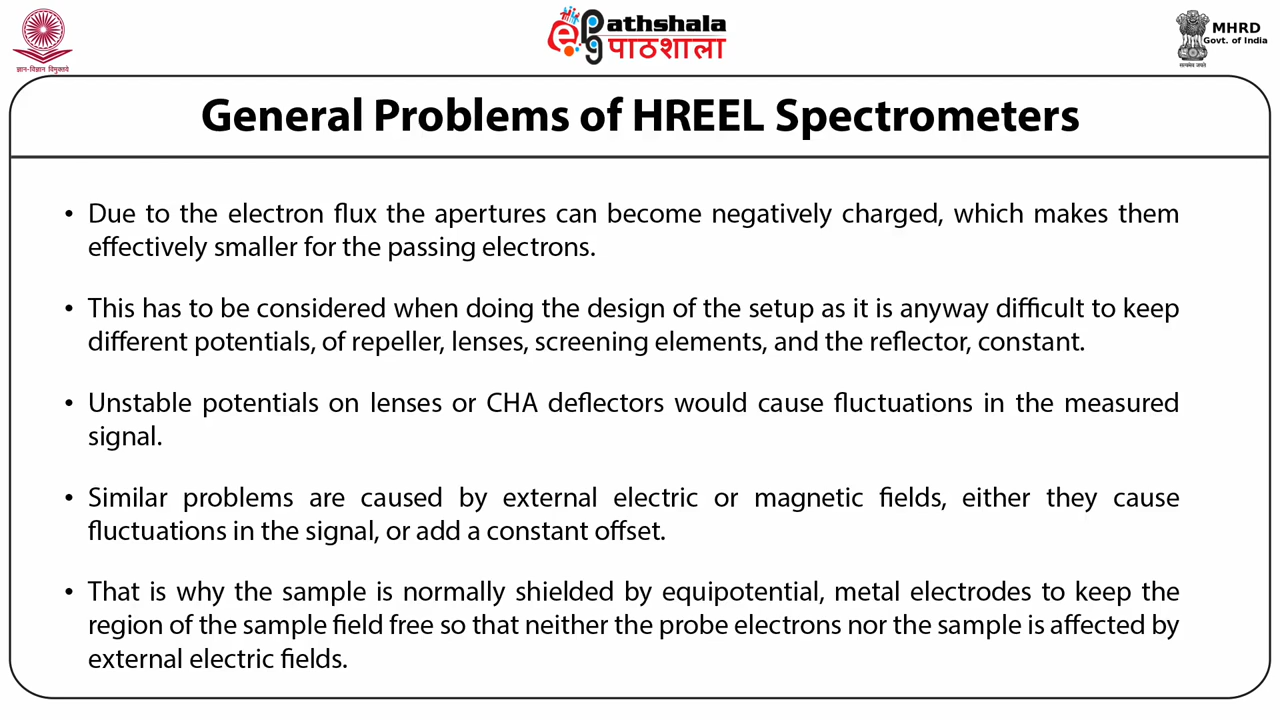 ज्ञान-विज्ञान विमुक्तये
ePathshala
पाठशाला
MHRD
Govt. of India
सत्यमेव जयते
General Problems of HREEL Spectrometers
• Due to the electron flux the apertures can become negatively charged, which makes them
effectively smaller for the passing electrons.
• This has to be considered when doing the design of the setup as it is anyway difficult to keep
different potentials, of repeller, lenses, screening elements, and the reflector, constant.
• Unstable potentials on lenses or CHA deflectors would cause fluctuations in the measured
signal.
• Similar problems are caused by external electric or magnetic fields, either they cause
fluctuations in the signal, or add a constant offset.
• That is why the sample is normally shielded by equipotential, metal electrodes to keep the
region of the sample field free so that neither the probe electrons nor the sample is affected by
external electric fields.